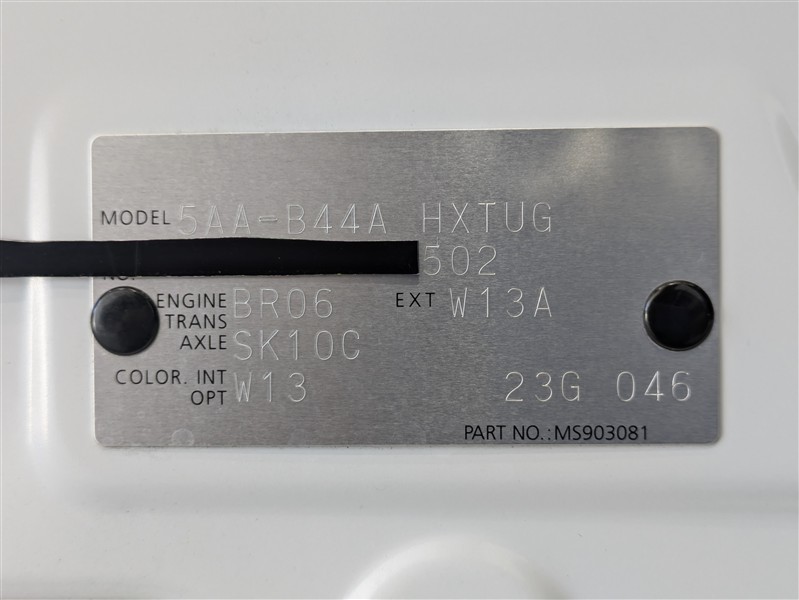 MODEL 5AA-B44A HXTUG
NO. 502
ENGINE BR06 EXT W13A
TRANS
AXLE SK10C
COLOR. INT W13 23G 046
OPT
PART NO.:MS903081